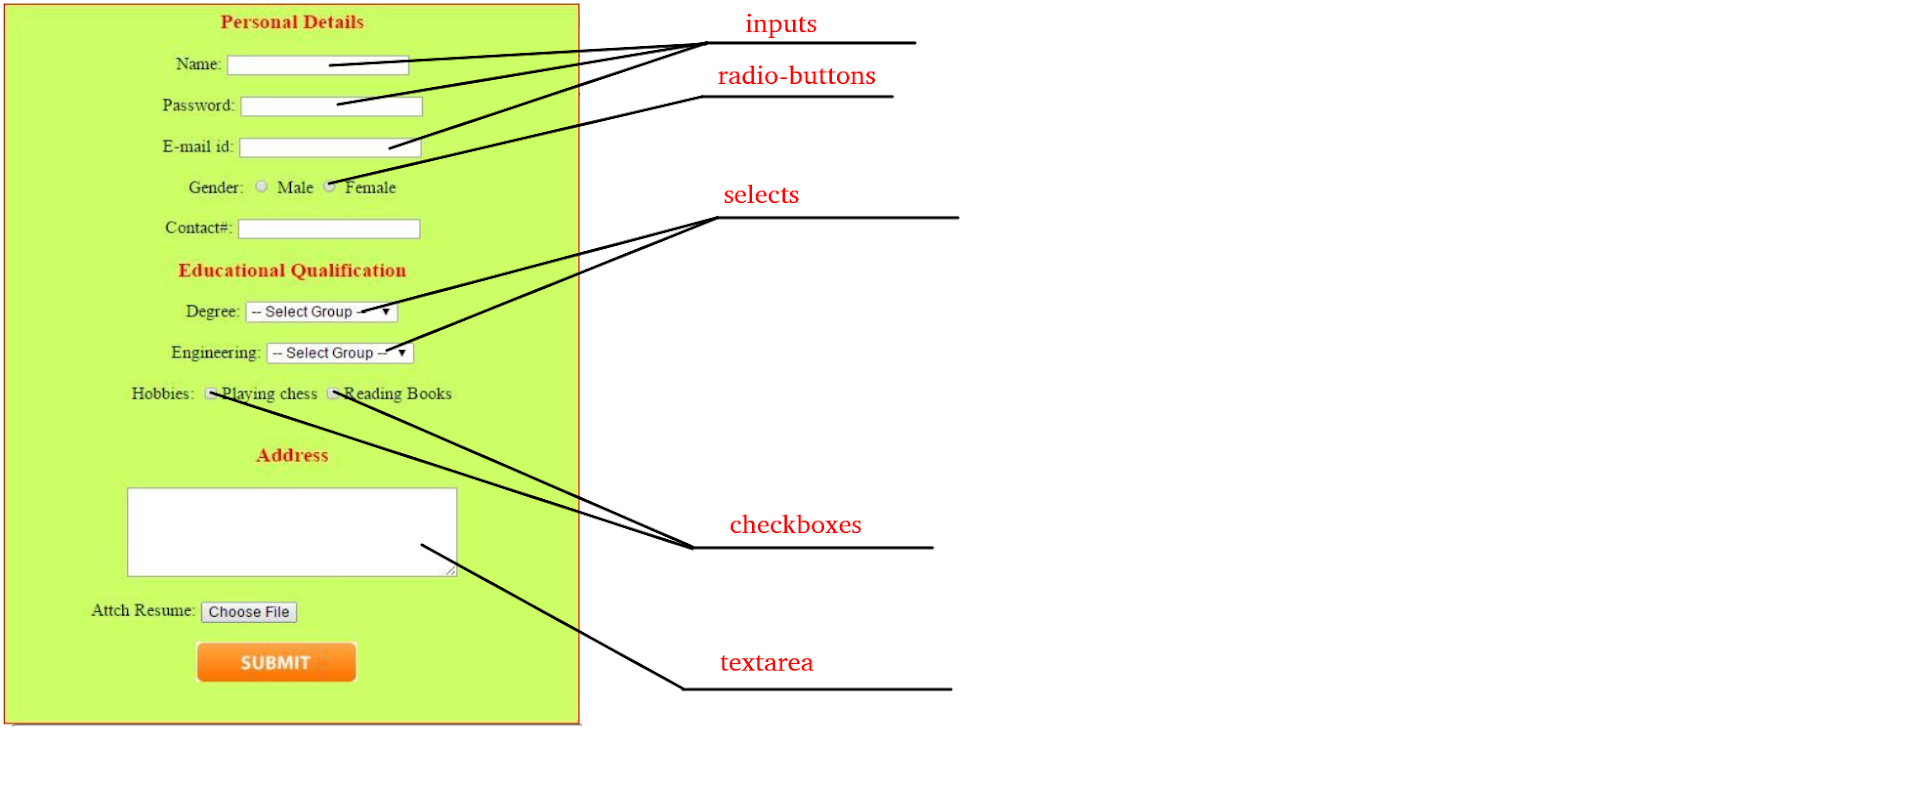 Personal Details
Name:
Password:
E-mail id:
Gender: Male Female
Contact#:
Educational Qualification
Degree: -- Select Group --
Engineering: -- Select Group --
Hobbies: Playing chess Reading Books
Address
Attch Resume: Choose File
SUBMIT
inputs
radio-buttons
selects
checkboxes
textarea